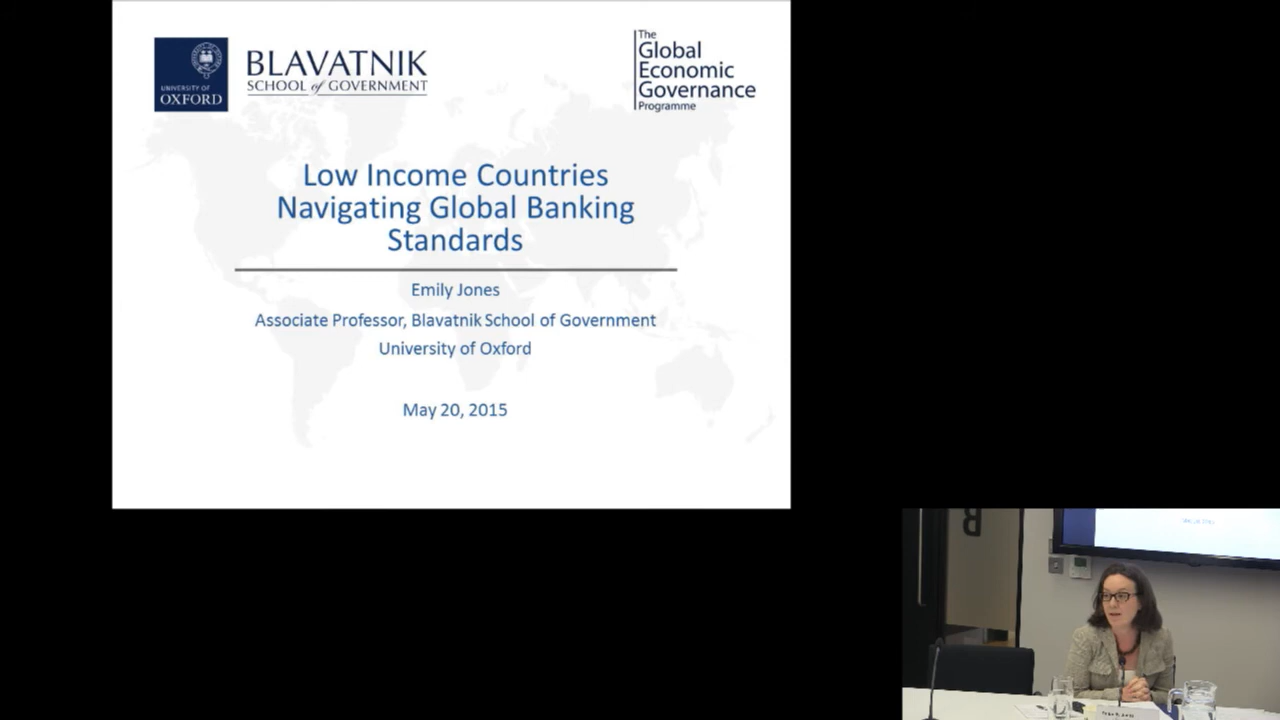 UNIVERSITY OF
OXFORD
BLAVATNIK
SCHOOL of GOVERNMENT
The
Global
Economic
Governance
Programme
Low Income Countries
Navigating Global Banking
Standards
Emily Jones
Associate Professor, Blavatnik School of Government
University of Oxford
May 20, 2015